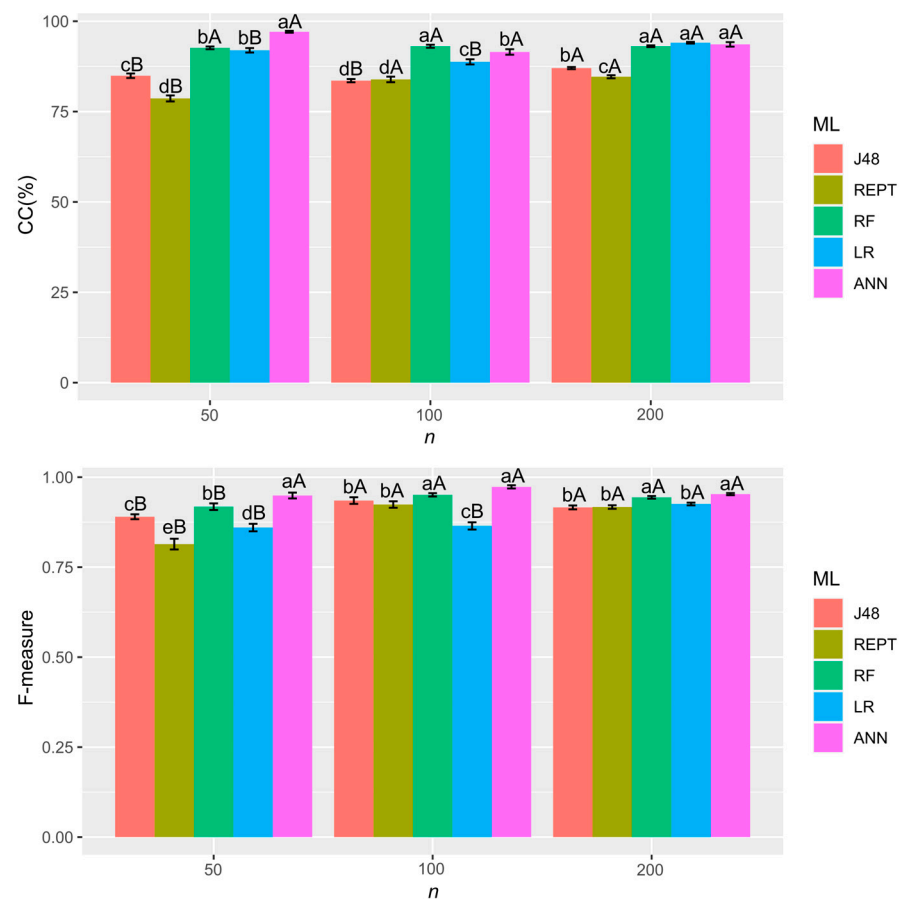 100
75
50
25
0
CC(%)
cB dB bA bB aA
dB dA aA cB bA
bA cA aA aA aA
50 100 200
n
ML
J48
REPT
RF
LR
ANN
1.00
0.75
0.50
0.25
0.00
F-measure
cB eB bB dB aA
bA bA aA cB aA
bA bA aA bA aA
50 100 200
n
ML
J48
REPT
RF
LR
ANN